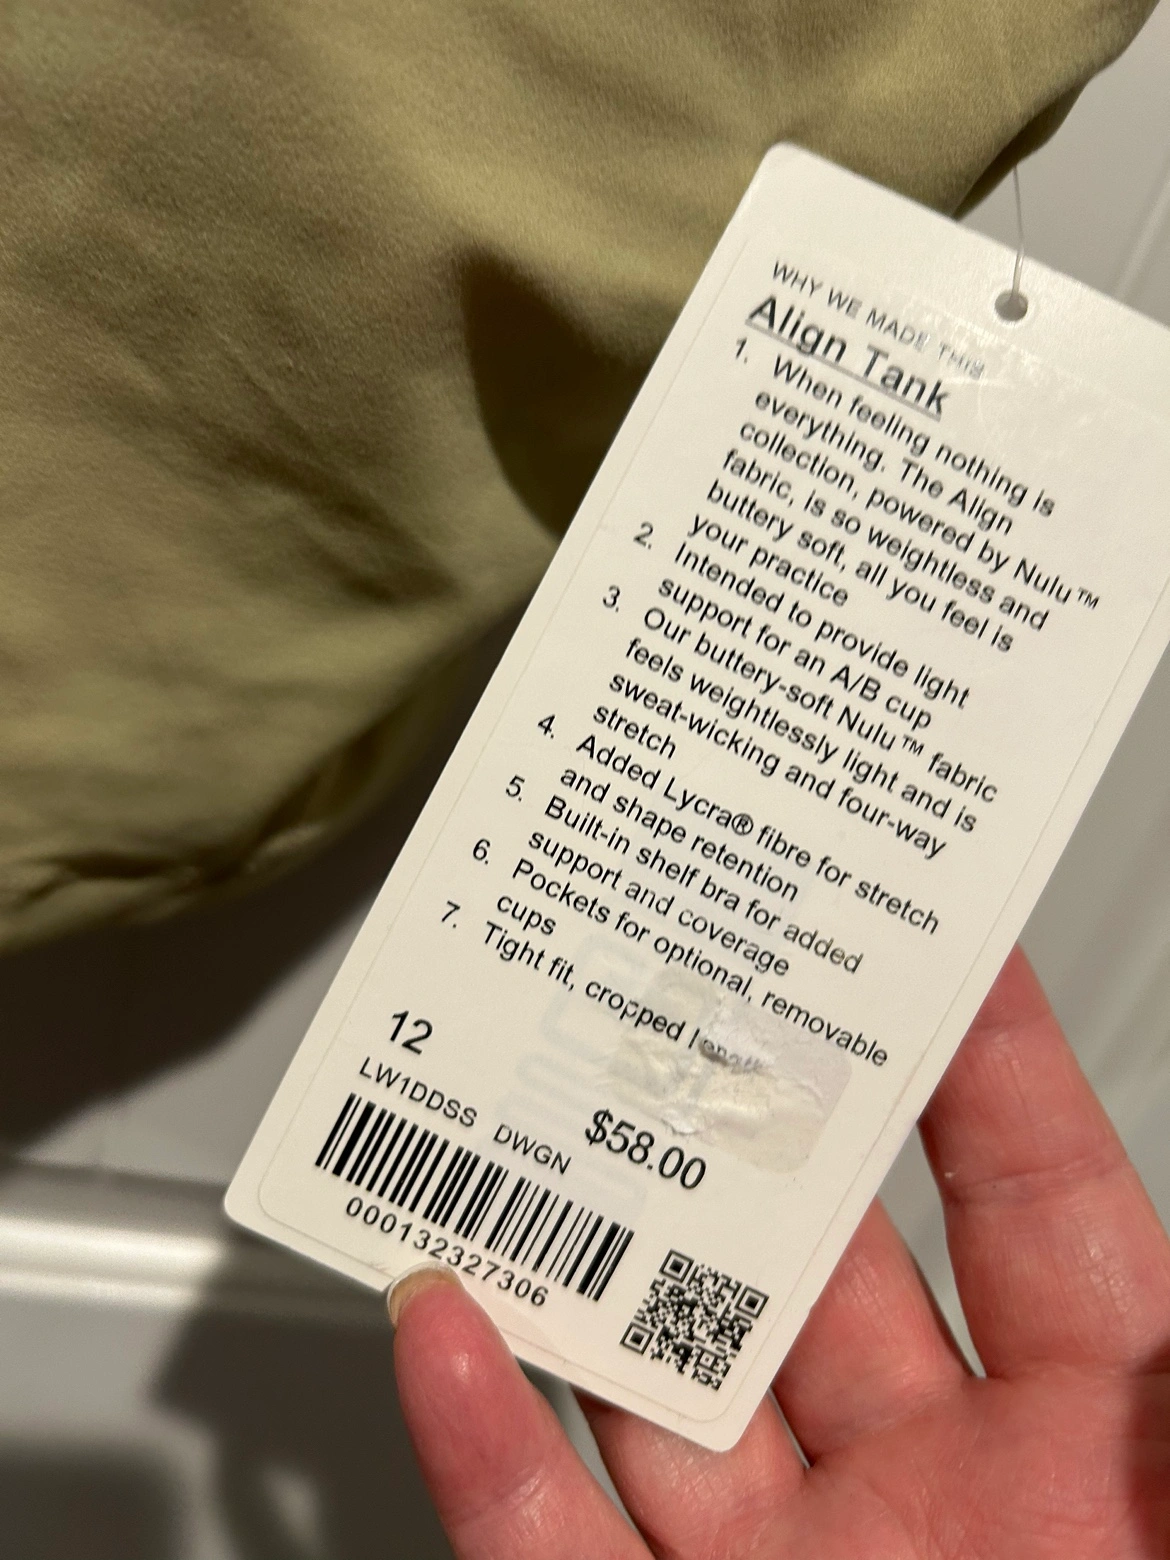 WHY WE MADE THIS
Align Tank
1. When feeling nothing is
everything. The Align
collection, powered by Nulu™
fabric, is so weightless and
buttery soft, all you feel is
your practice
2. Intended to provide light
support for an A/B cup
3. Our buttery-soft Nulu™ fabric
feels weightlessly light and is
sweat-wicking and four-way
stretch
4. Added Lycra® fibre for stretch
and shape retention
5. Built-in shelf bra for added
support and coverage
6. Pockets for optional, removable
cups
7. Tight fit, cropped length
12
LW1DDSS DWGN
$58.00
000132327306